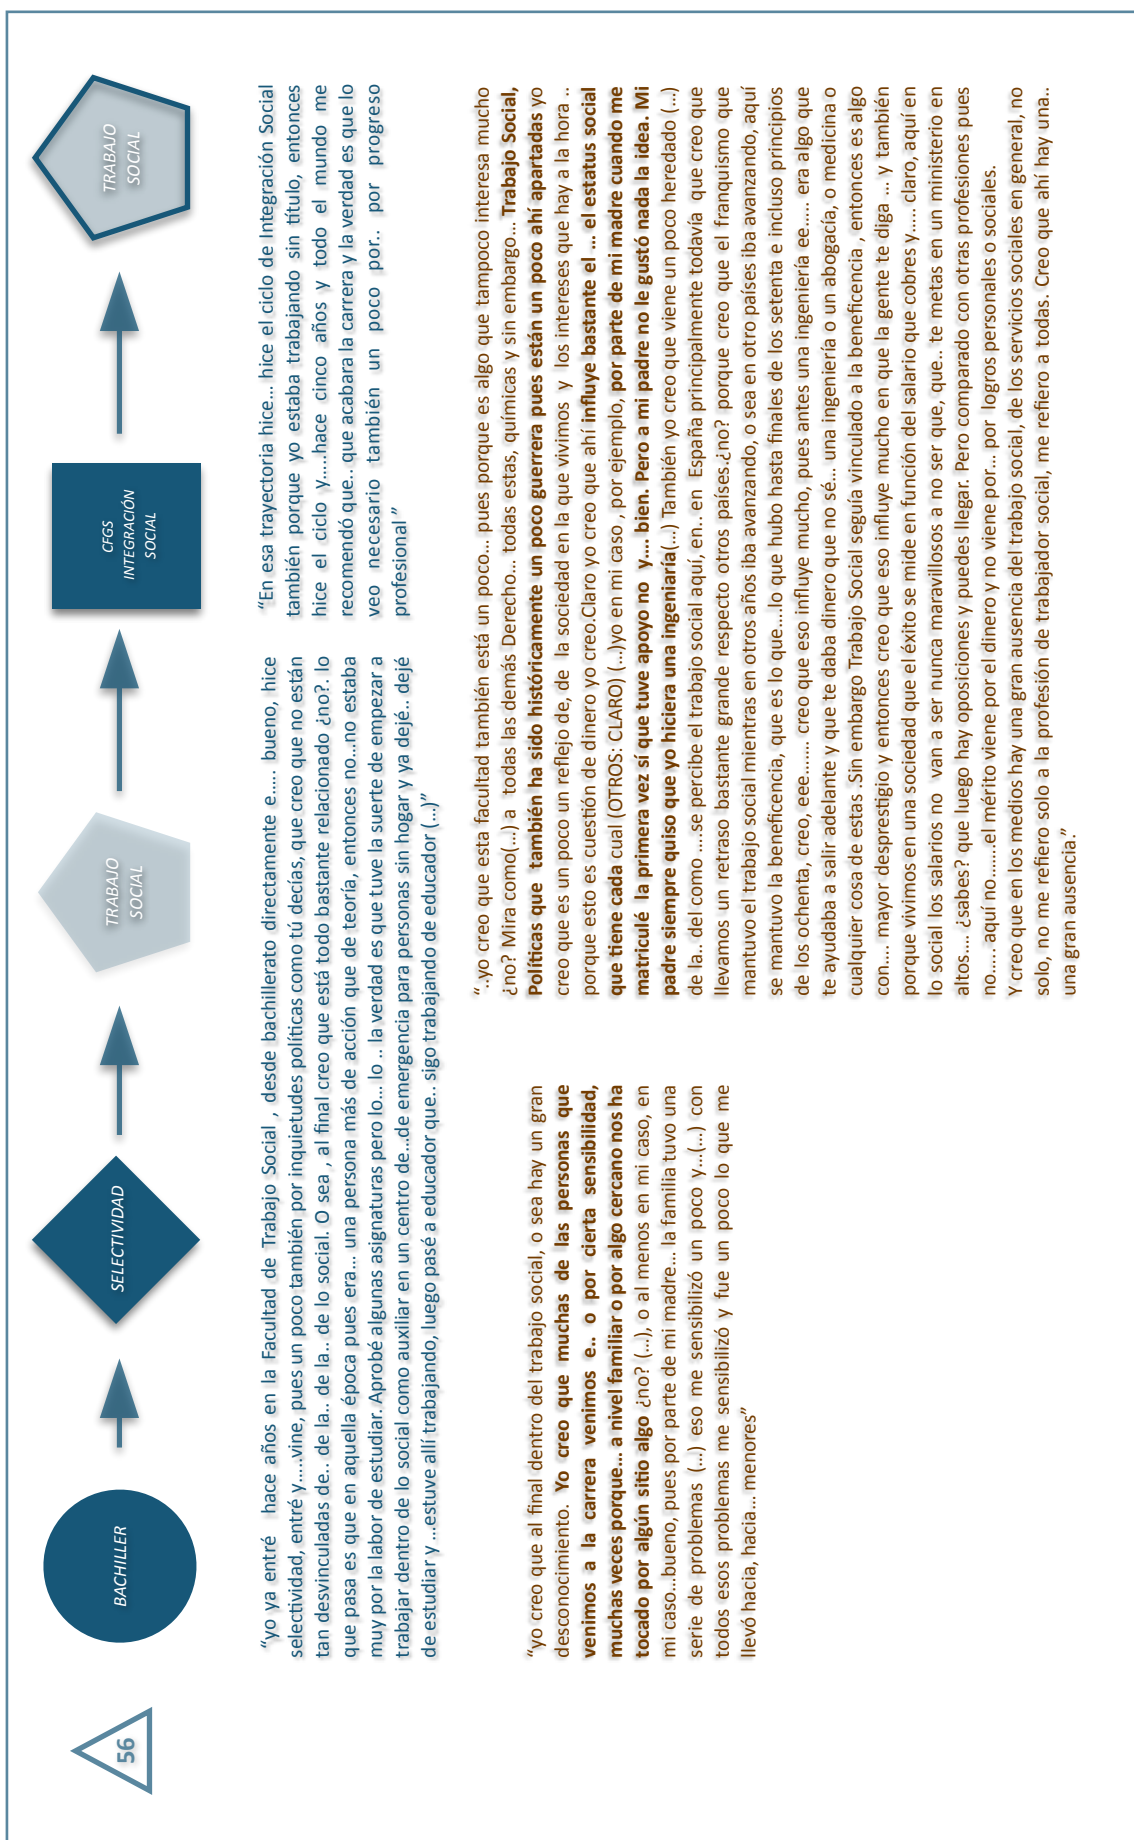 56
BACHILLER
SELECTIVIDAD
TRABAJO
SOCIAL
CFGS
INTEGRACIÓN
SOCIAL
TRABAJO
SOCIAL
“yo ya entré hace años en la Facultad de Trabajo Social , desde bachillerato directamente e..... bueno, hice
selectividad, entré y.....vine, pues un poco también por inquietudes políticas como tú decías, que creo que no están
tan desvinculadas de.. de la.. de la.. de lo social. O sea , al final creo que está todo bastante relacionado ¿no?. lo
que pasa es que en aquella época pues era... una persona más de acción que de teoría, entonces no...no estaba
muy por la labor de estudiar. Aprobé algunas asignaturas pero lo... lo .. la verdad es que tuve la suerte de empezar a
trabajar dentro de lo social como auxiliar en un centro de...de emergencia para personas sin hogar y ya dejé.. dejé
de estudiar y ...estuve allí trabajando, luego pasé a educador que.. sigo trabajando de educador (...)”
“En esa trayectoria hice... hice el ciclo de Integración Social
también porque yo estaba trabajando sin título, entonces
hice el ciclo y.....hace cinco años y todo el mundo me
recomendó que.. que acabara la carrera y la verdad es que lo
veo necesario también un poco por.. por progreso
profesional”
“yo creo que al final dentro del trabajo social, o sea hay un gran
desconocimiento. Yo creo que muchas de las personas que
venimos a la carrera venimos e.. o por cierta sensibilidad,
muchas veces porque... a nivel familiar o por algo cercano nos ha
tocado por algún sitio algo ¿no? (...), o al menos en mi caso, en
mi caso...bueno, pues por parte de mi madre... la familia tuvo una
serie de problemas (...) eso me sensibilizó un poco y...(...) con
todos esos problemas me sensibilizó y fue un poco lo que me
llevó hacia, hacia... menores”
“..yo creo que esta facultad también está un poco... pues porque es algo que tampoco interesa mucho
¿no? Mira como(...) a todas las demás Derecho... todas estas, químicas y sin embargo... Trabajo Social,
Políticas que también ha sido históricamente un poco guerrera pues están un poco ahí apartadas yo
creo que es un poco un reflejo de, de la sociedad en la que vivimos y los intereses que hay a la hora ..
porque esto es cuestión de dinero yo creo.Claro yo creo que ahí influye bastante el ... el estatus social
que tiene cada cual (OTROS: CLARO) (...)yo en mi caso , por ejemplo, por parte de mi madre cuando me
matriculé la primera vez sí que tuve apoyo no y.... bien. Pero a mi padre no le gustó nada la idea. Mi
padre siempre quiso que yo hiciera una ingeniaría(...) También yo creo que viene un poco heredado (...)
de la.. del como ....se percibe el trabajo social aquí, en.. en España principalmente todavía que creo que
llevamos un retraso bastante grande respecto otros países.¿no? porque creo que el franquismo que
mantuvo el trabajo social mientras en otros años iba avanzando, o sea en otro países iba avanzando, aquí
se mantuvo la beneficencia, que es lo que...lo que hubo hasta finales de los setenta e incluso principios
de los ochenta, creo, eee....... creo que eso influye mucho, pues antes una ingeniería ee...... era algo que
te ayudaba a salir adelante y que te daba dinero que no sé... una ingeniería o un abogacía, o medicina o
cualquier cosa de estas .Sin embargo Trabajo Social seguía vinculado a la beneficencia , entonces es algo
con.... mayor desprestigio y entonces creo que eso influye mucho en que la gente te diga ... y también
porque vivimos en una sociedad que el éxito se mide en función del salario que cobres y..... claro, aquí en
lo social los salarios no van a ser nunca maravillosos a no ser que, que.. te metas en un ministerio en
altos.... ¿sabes? que luego hay oposiciones y puedes llegar. Pero comparado con otras profesiones pues
no..... aquí no......el mérito viene por el dinero y no viene por... por logros personales o sociales.
Y creo que en los medios hay una gran ausencia del trabajo social, de los servicios sociales en general, no
solo, no me refiero solo a la profesión de trabajador social, me refiero a todas. Creo que ahí hay una..
una gran ausencia.”